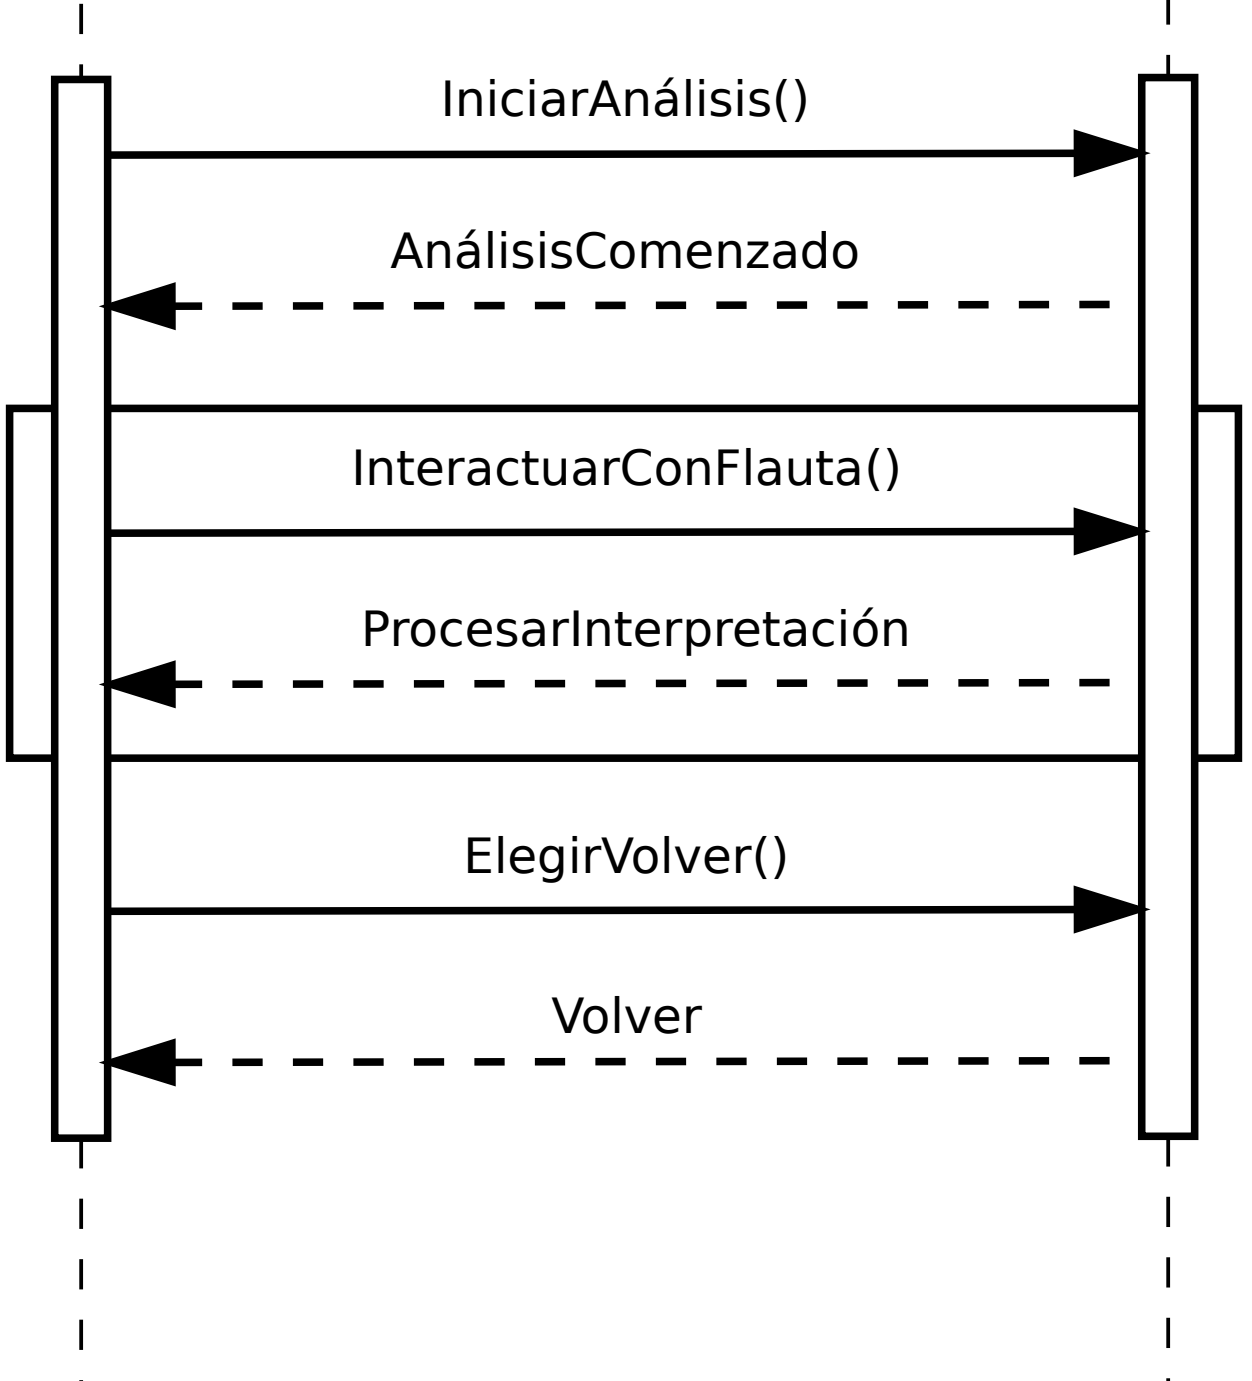 IniciarAnálisis()
AnálisisComenzado
InteractuarConFlauta()
ProcesarInterpretación
ElegirVolver()
Volver